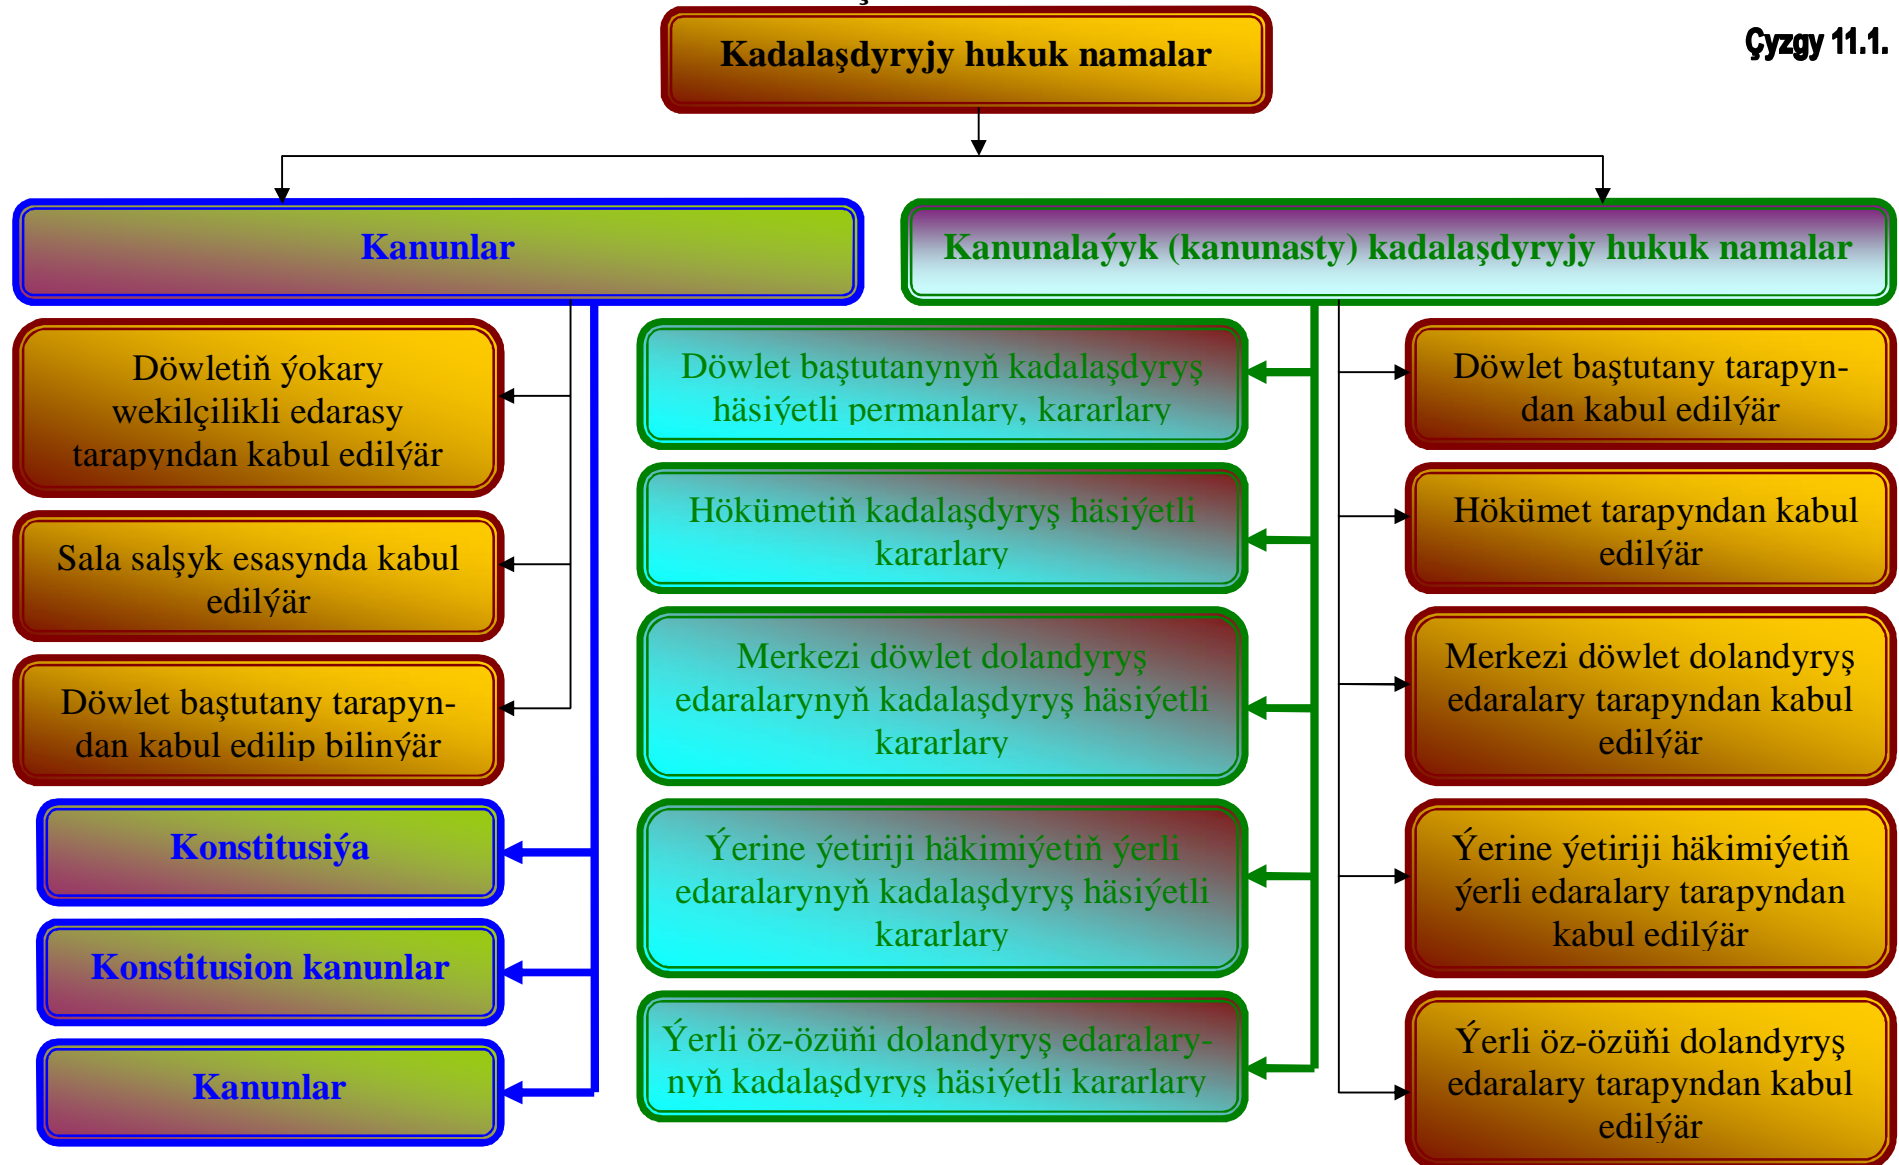 Kadalaşdyryjy hukuk namalar
Çyzgy 11.1.
Kanunlar
Kanunalaýyk (kanunasty) kadalaşdyryjy hukuk namalar
Döwletiň ýokary
wekilçilikli edarasy
tarapyndan kabul edilýär
Sala salşyk esasynda kabul
edilýär
Döwlet baştutany tarapyn-
dan kabul edilip bilinýär
Konstitusiýa
Konstitusion kanunlar
Kanunlar
Döwlet baştutanynyň kadalaşdyryş
häsiýetli permanlary, kararlary
Hökümetiň kadalaşdyryş häsiýetli
kararlary
Merkezi döwlet dolandyryş
edaralarynyň kadalaşdyryş häsiýetli
kararlary
Ýerine ýetiriji häkimiýetiň ýerli
edaralarynyň kadalaşdyryş häsiýetli
kararlary
Ýerli öz-özüňi dolandyryş edaralary-
nyň kadalaşdyryş häsiýetli kararlary
Döwlet baştutany tarapyn-
dan kabul edilýär
Hökümet tarapyndan kabul
edilýär
Merkezi döwlet dolandyryş
edaralary tarapyndan kabul
edilýär
Ýerine ýetiriji häkimiýetiň
ýerli edaralary tarapyndan
kabul edilýär
Ýerli öz-özüňi dolandyryş
edaralary tarapyndan kabul
edilýär